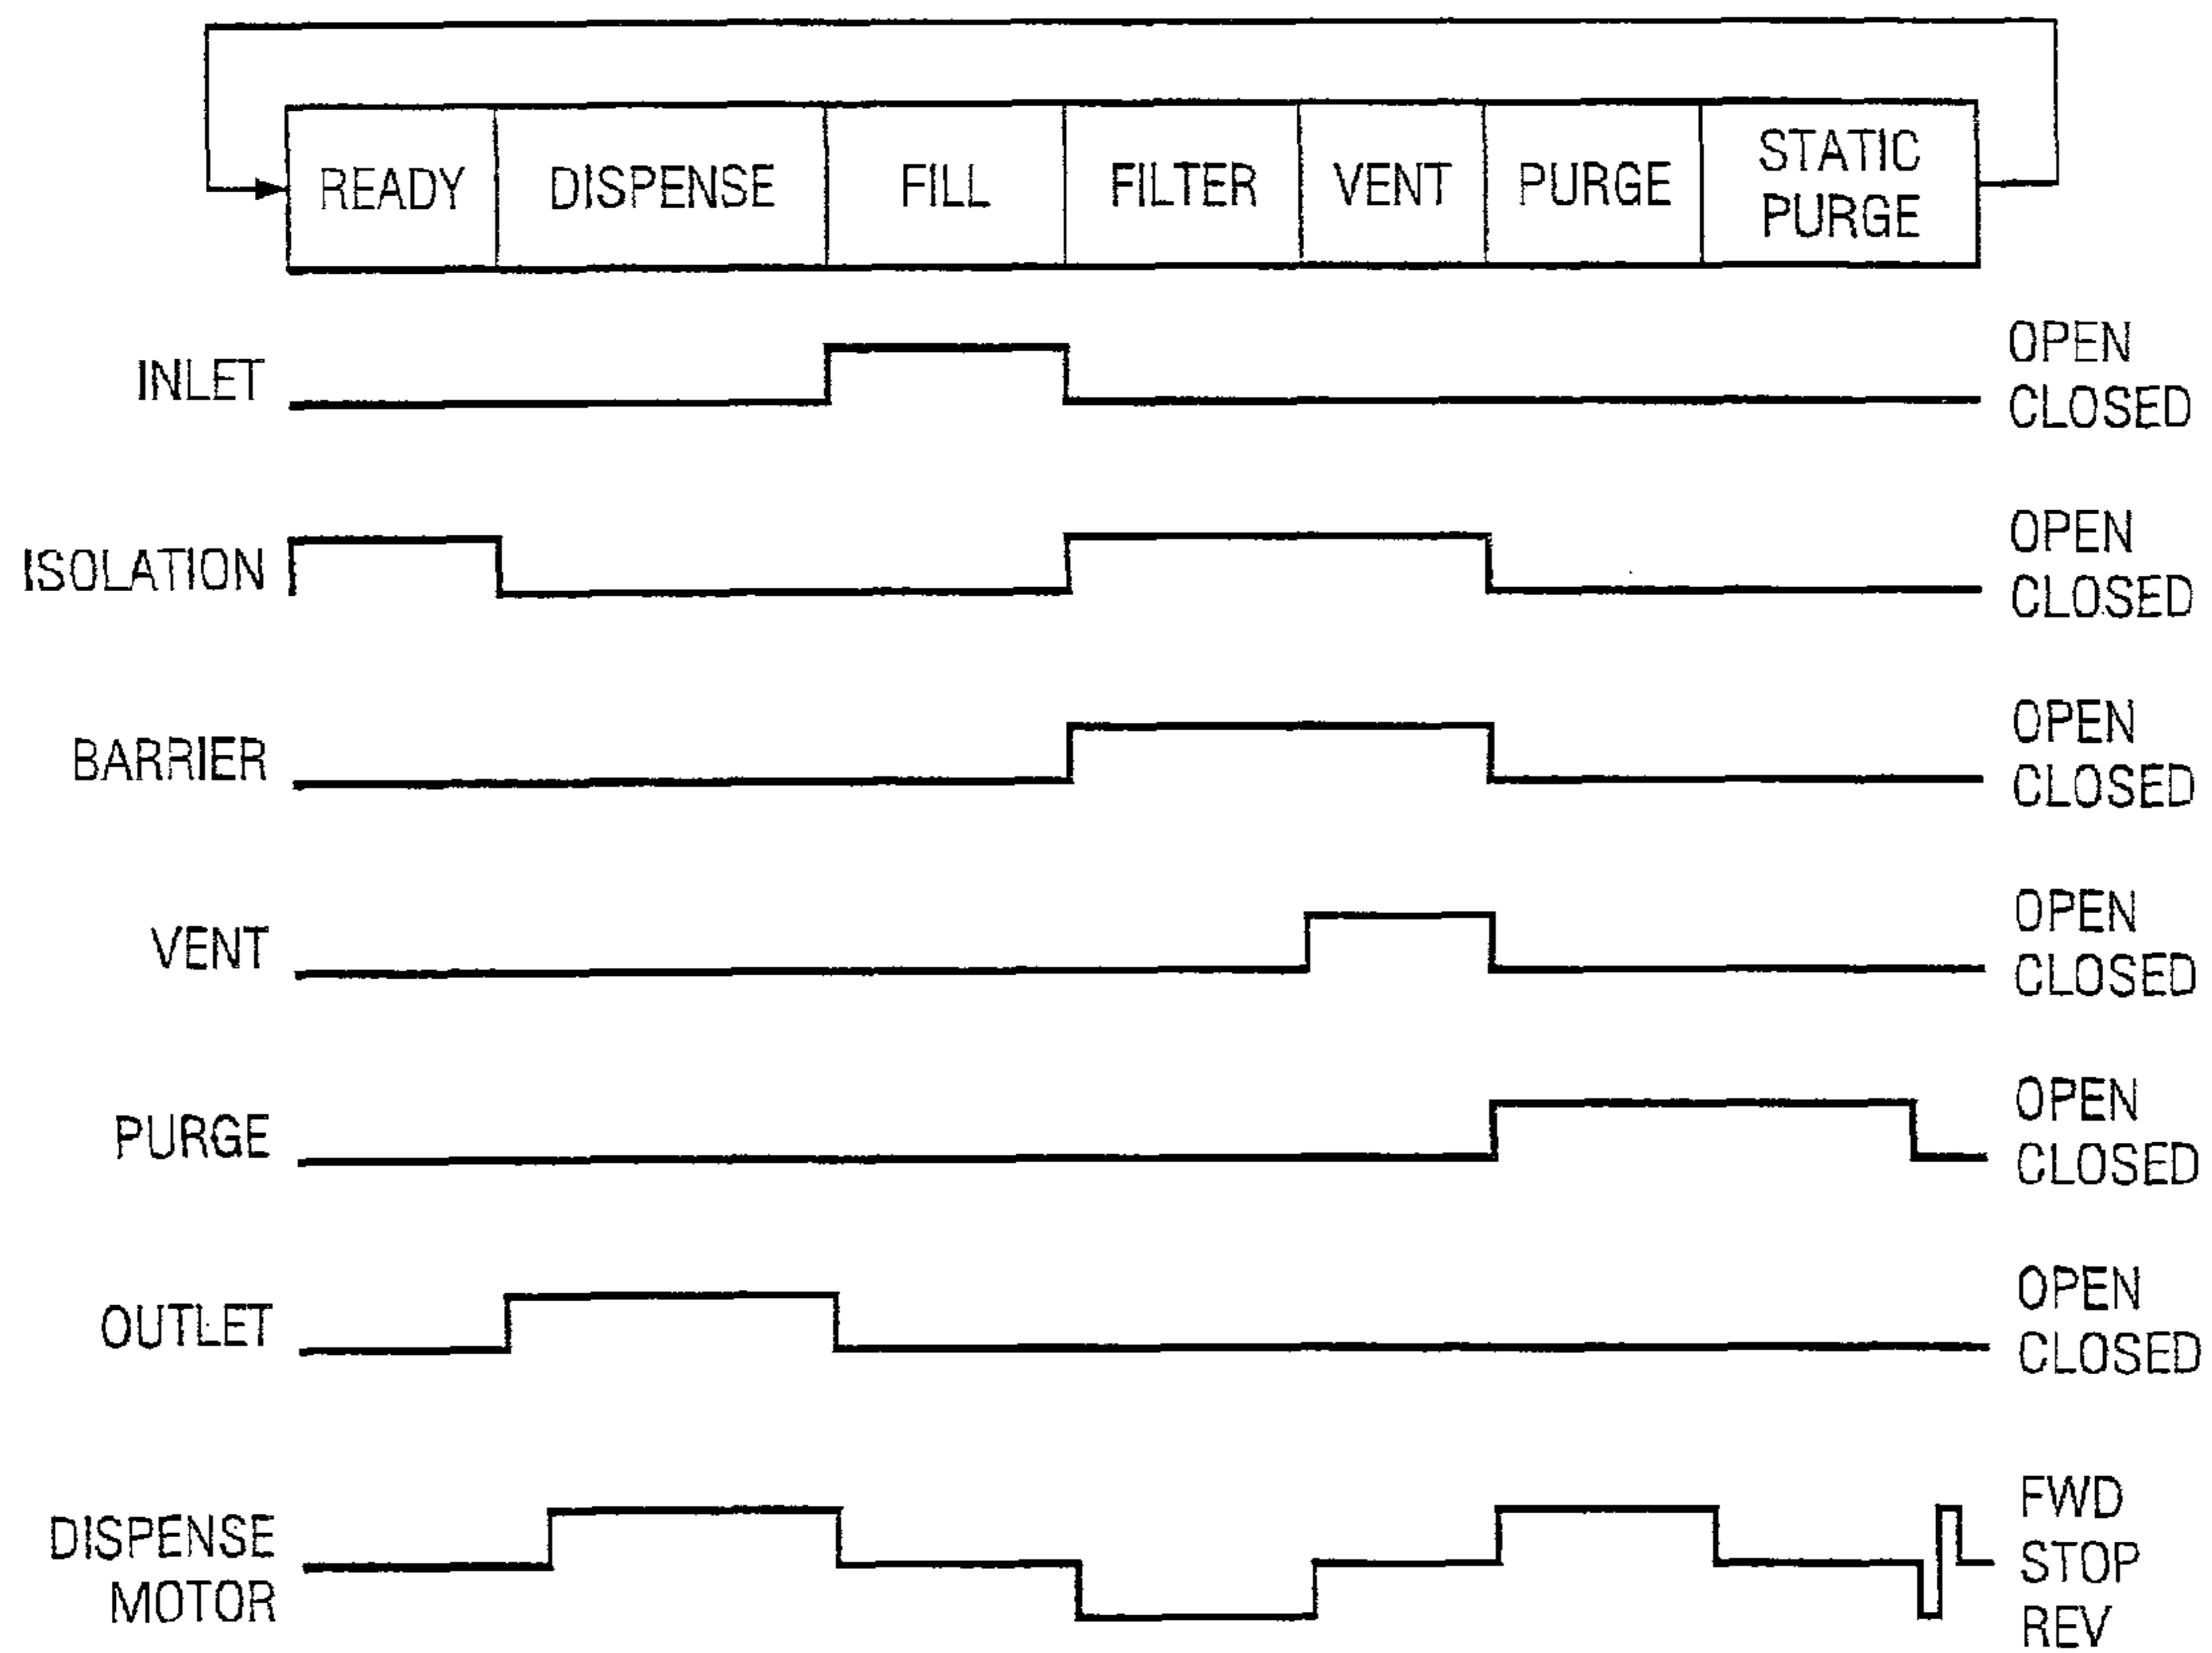 READY DISPENSE FILL FILTER VENT PURGE STATIC PURGE
INLET OPEN
CLOSED
ISOLATION OPEN
CLOSED
BARRIER OPEN
CLOSED
VENT OPEN
CLOSED
PURGE OPEN
CLOSED
OUTLET OPEN
CLOSED
DISPENSE MOTOR FWD
STOP
REV